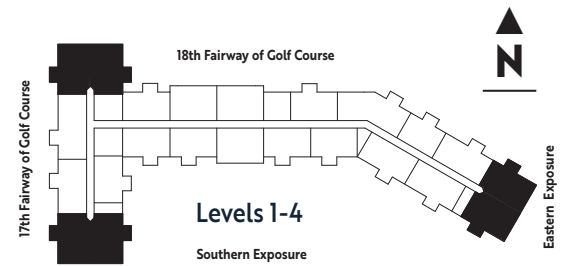 18th Fairway of Golf Course
N
17th Fairway of Golf Course
Eastern Exposure
Levels 1-4
Southern Exposure